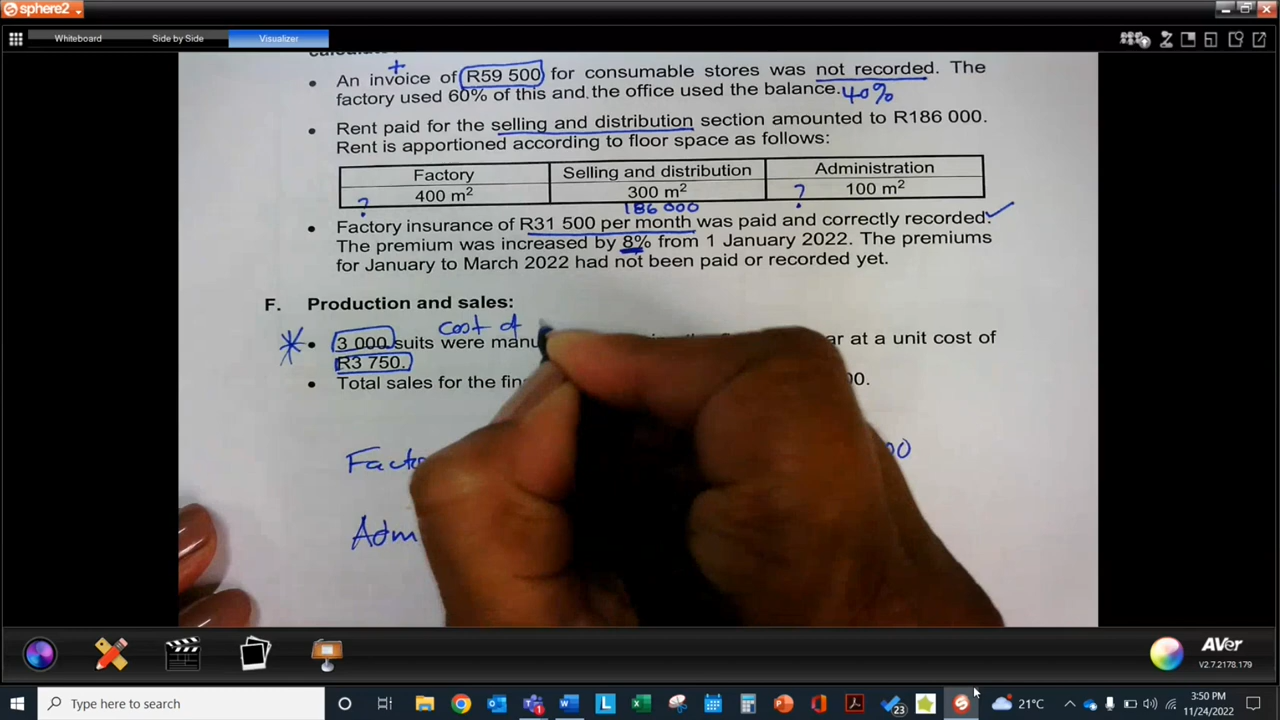 sphere2
Whiteboard Side by Side Visualizer
+
An invoice of R59 500 for consumable stores was not recorded. The
factory used 60% of this and the office used the balance. 40%
Rent paid for the selling and distribution section amounted to R186 000.
Rent is apportioned according to floor space as follows:
Factory Selling and distribution Administration
400 m² 300 m² 100 m²
? 186 000 ?
Factory insurance of R31 500 per month was paid and correctly recorded.
The premium was increased by 8% from 1 January 2022. The premiums
for January to March 2022 had not been paid or recorded yet.
F. Production and sales:
cost of
3 000 suits were at a unit cost of
R3 750.
Total sales for the
AVer
V2.7.2178.179
Type here to search
23
21°C
3:50 PM
11/24/2022